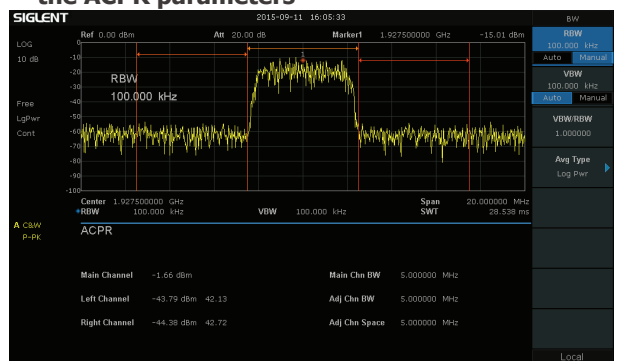 the ACPR parameters
SIGLENT 2015-09-11 16:05:33 BW
Ref 0.00 dBm Att 20.00 dB Marker1 1.927500000 GHz -15.01 dBm
LOG
10 dB
Free
LgPwr
Cont
A C&W
P-PK
0
-10
-20
-30
-40
-50
-60
-70
-80
-90
-100
1
RBW
100.000 kHz
Center 1.927500000 GHz Span 20.000000 MHz
*RBW 100.000 kHz VBW 100.000 kHz SWT 28.538 ms
ACPR
Main Channel -1.66 dBm Main Chn BW 5.000000 MHz
Left Channel -43.79 dBm 42.13 Adj Chn BW 5.000000 MHz
Right Channel -44.38 dBm 42.72 Adj Chn Space 5.000000 MHz
RBW
100.000 kHz
Auto Manual
VBW
100.000 kHz
Auto Manual
VBW/RBW
1.000000
Avg Type
Log Pwr
Local